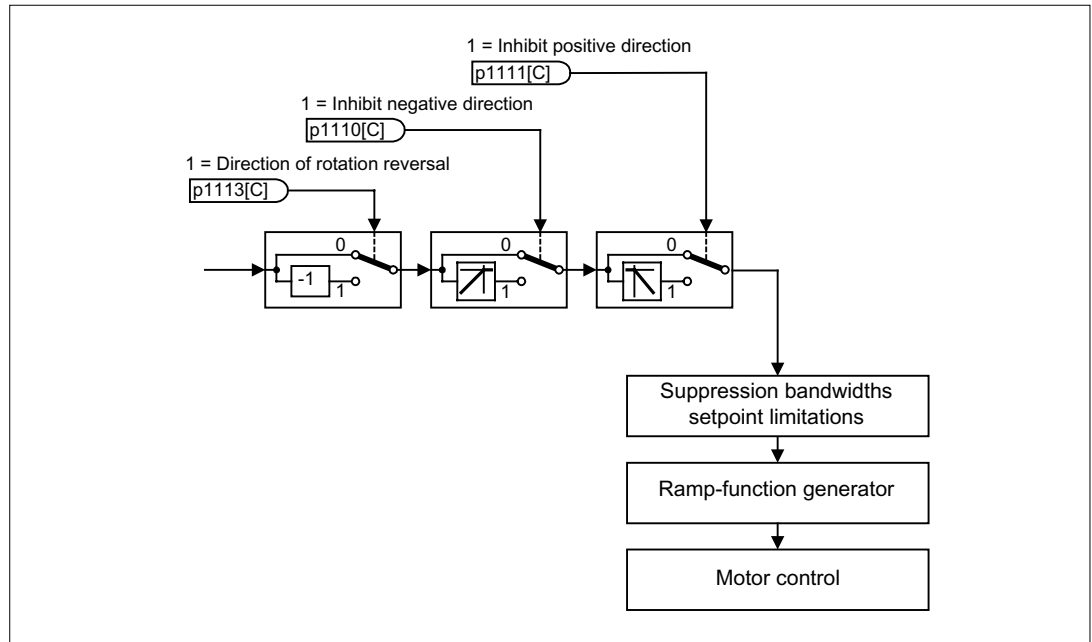 1 = Inhibit positive direction
p1111[C]
1 = Inhibit negative direction
p1110[C]
1 = Direction of rotation reversal
p1113[C]
0
-1
1
0
1
0
1
Suppression bandwidths
setpoint limitations
Ramp-function generator
Motor control